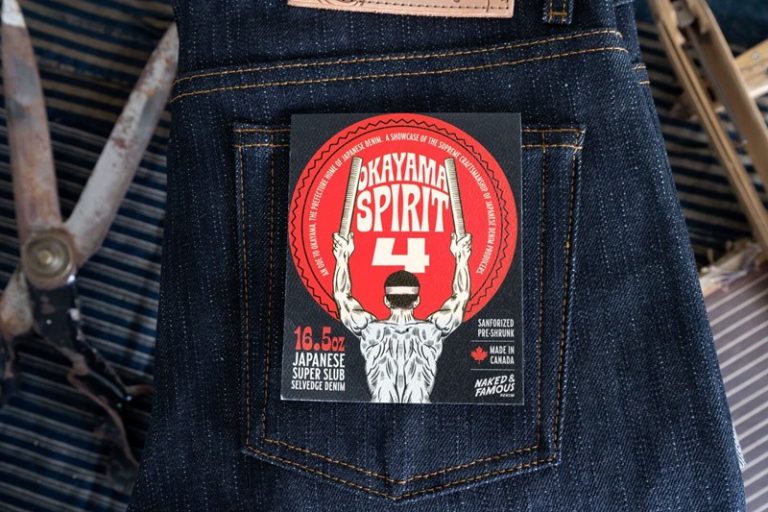 AN ODE TO OKAYAMA, THE PREFECTURE HOME OF JAPANESE DENIM. A SHOWCASE OF THE SUPREME CRAFTSMANSHIP OF JAPANESE DENIM PRODUCERS
OKAYAMA
SPIRIT
4
16.5oz
JAPANESE
SUPER SLUB
SELVEDGE DENIM
SANFORIZED
PRE-SHRUNK
MADE IN
CANADA
NAKED &
FAMOUS
DENIM